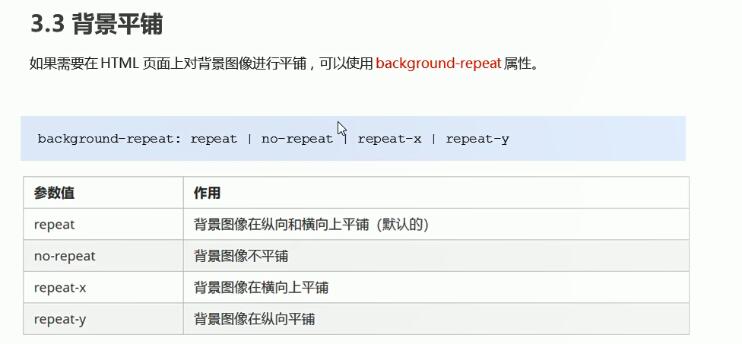 3.3 背景平铺
如果需要在 HTML 页面上对背景图像进行平铺，可以使用 background-repeat 属性。
background-repeat: repeat | no-repeat | repeat-x | repeat-y
参数值 作用
repeat 背景图像在纵向和横向上平铺（默认的）
no-repeat 背景图像不平铺
repeat-x 背景图像在横向上平铺
repeat-y 背景图像在纵向平铺